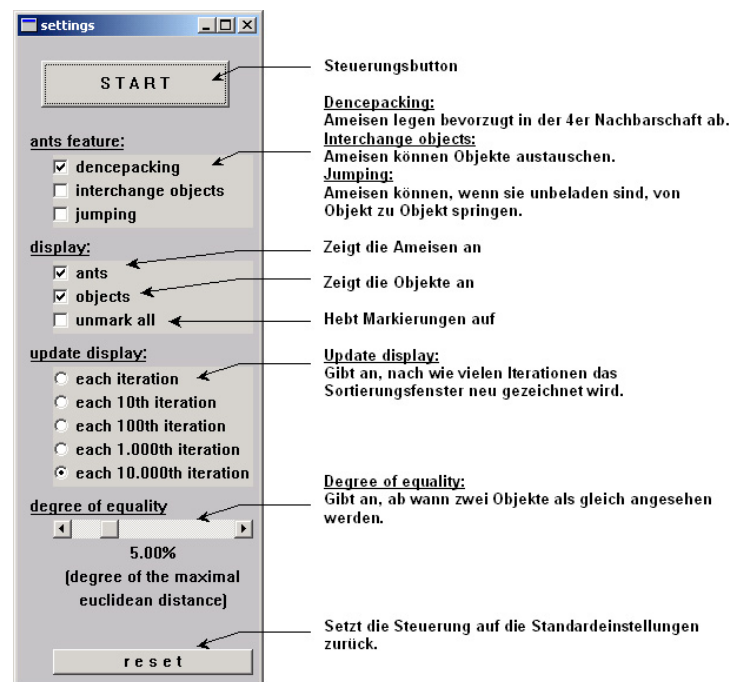 settings
START
ants feature:
dencepacking
interchange objects
jumping
display:
ants
objects
unmark all
update display:
each iteration
each 10th iteration
each 100th iteration
each 1.000th iteration
each 10.000th iteration
degree of equality
5.00%
(degree of the maximal
euclidean distance)
reset
Steuerungsbutton
Dencepacking:
Ameisen legen bevorzugt in der 4er Nachbarschaft ab.
Interchange objects:
Ameisen können Objekte austauschen.
Jumping:
Ameisen können, wenn sie unbeladen sind, von
Objekt zu Objekt springen.
Zeigt die Ameisen an
Zeigt die Objekte an
Hebt Markierungen auf
Update display:
Gibt an, nach wie vielen Iterationen das
Sortierungsfenster neu gezeichnet wird.
Degree of equality:
Gibt an, ab wann zwei Objekte als gleich angesehen
werden.
Setzt die Steuerung auf die Standardeinstellungen
zurück.